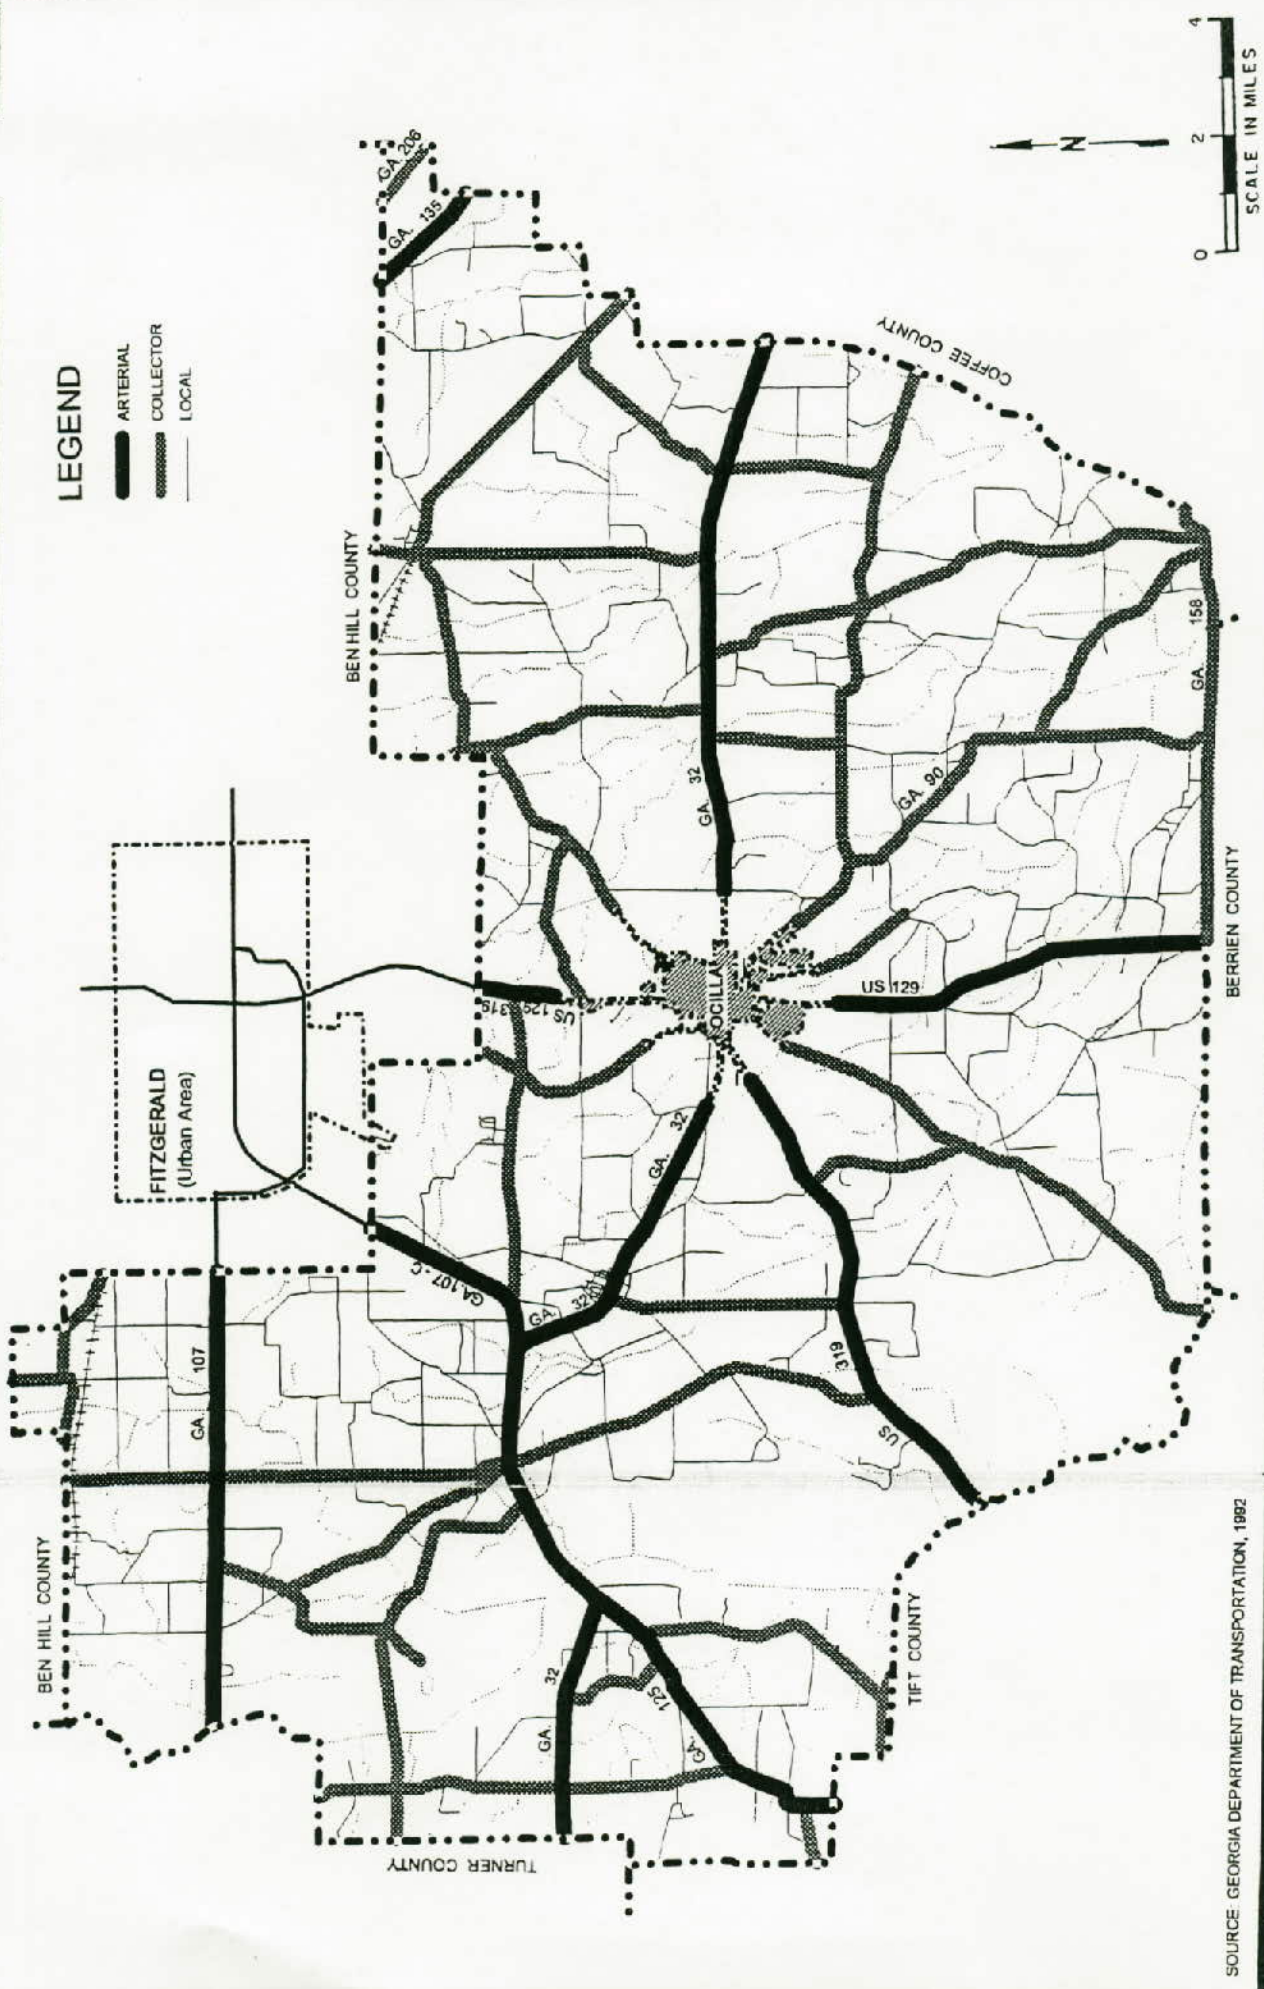 LEGEND
ARTERIAL
COLLECTOR
LOCAL
BEN HILL COUNTY
FITZGERALD
(Urban Area)
BEN HILL COUNTY
GA. 206
GA. 135
GA. 107
GA. 107-C
US 129
319
GA. 32
GA. 32
GA.
32
GA. 32
GA. 125
OCILLA
US 129
GA. 90
GA. 158
US 319
TURNER COUNTY
TIFT COUNTY
BERRIEN COUNTY
COFFEE COUNTY
N
0 2 4
SCALE IN MILES
SOURCE: GEORGIA DEPARTMENT OF TRANSPORTATION, 1992